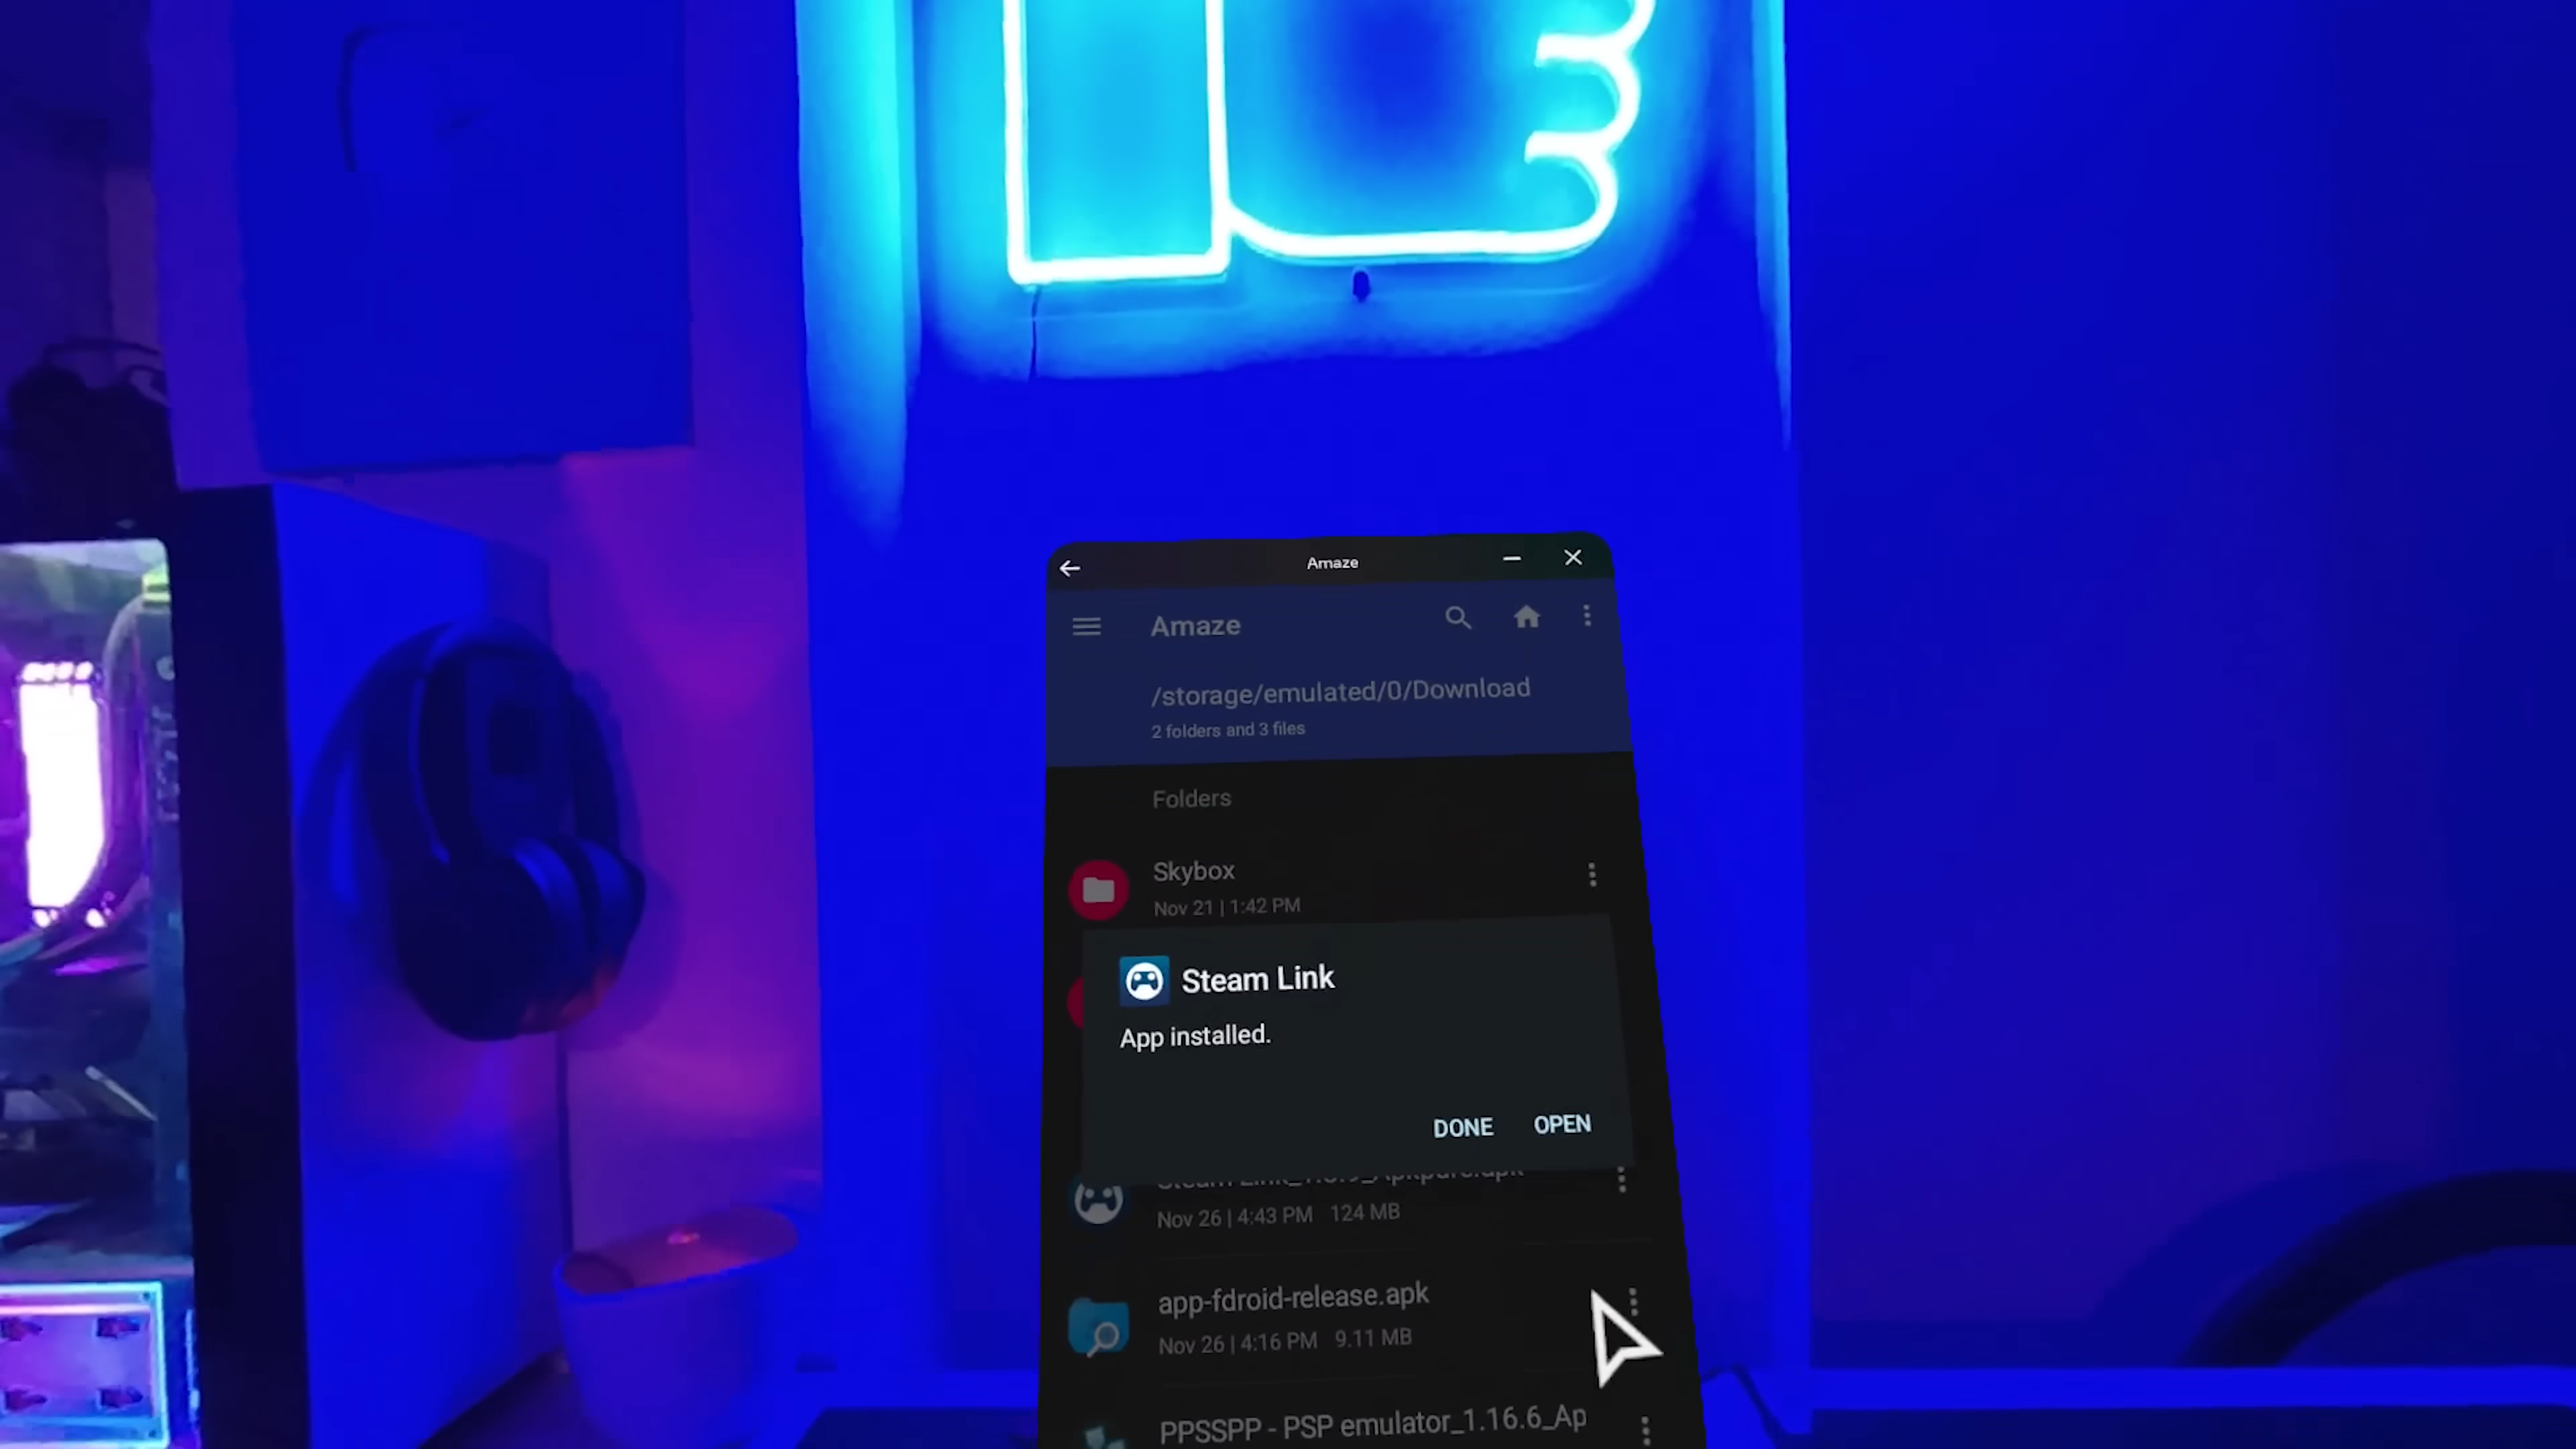 Amaze
Amaze
/storage/emulated/0/Download
2 folders and 3 files
Folders
Skybox
Nov 21 | 1:42 PM
Steam Link
App installed.
DONE OPEN
Nov 26 | 4:43 PM 124 MB
app-fdroid-release.apk
Nov 26 | 4:16 PM 9.11 MB
PPSSPP - PSP emulator_1.16.6_Ap